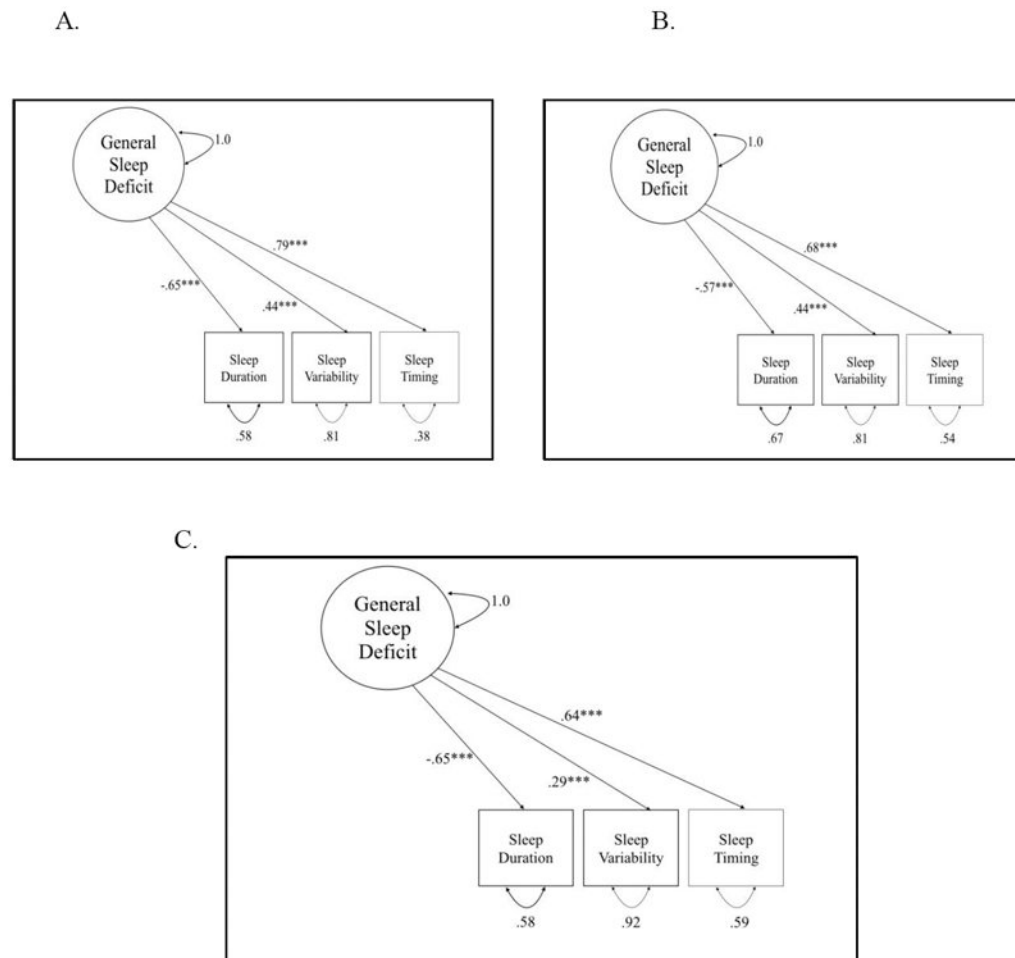 A.
General
Sleep
Deficit
1.0
.79***
-.65***
.44***
Sleep
Duration
Sleep
Variability
Sleep
Timing
.58
.81
.38
B.
General
Sleep
Deficit
1.0
.68***
-.57***
.44***
Sleep
Duration
Sleep
Variability
Sleep
Timing
.67
.81
.54
C.
General
Sleep
Deficit
1.0
.64***
-.65***
.29***
Sleep
Duration
Sleep
Variability
Sleep
Timing
.58
.92
.59